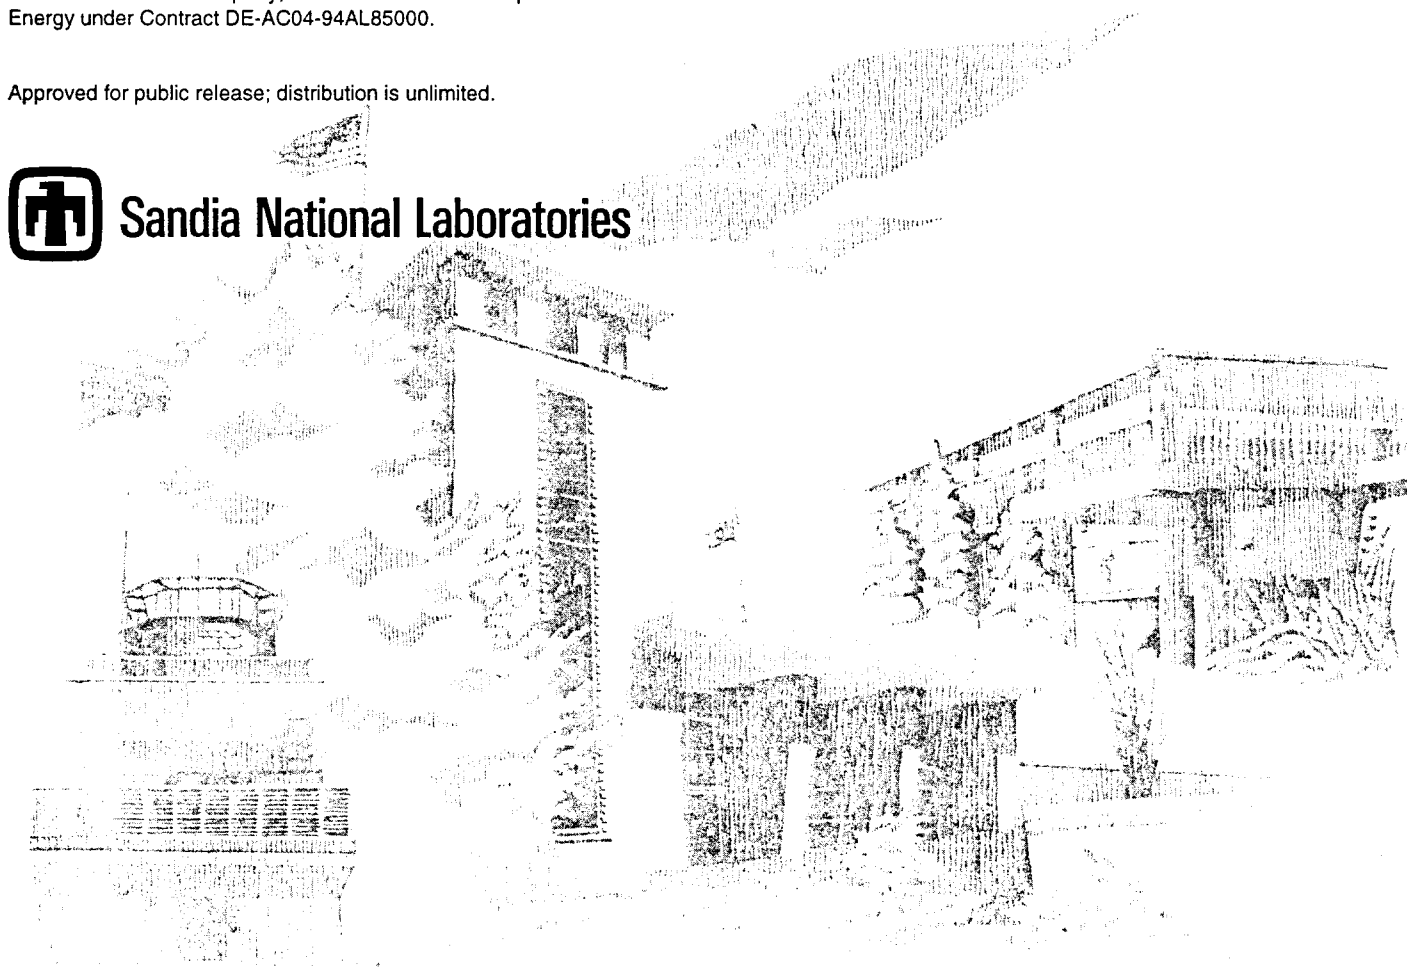 Energy under Contract DE-AC04-94AL85000.
Approved for public release; distribution is unlimited.
Sandia National Laboratories